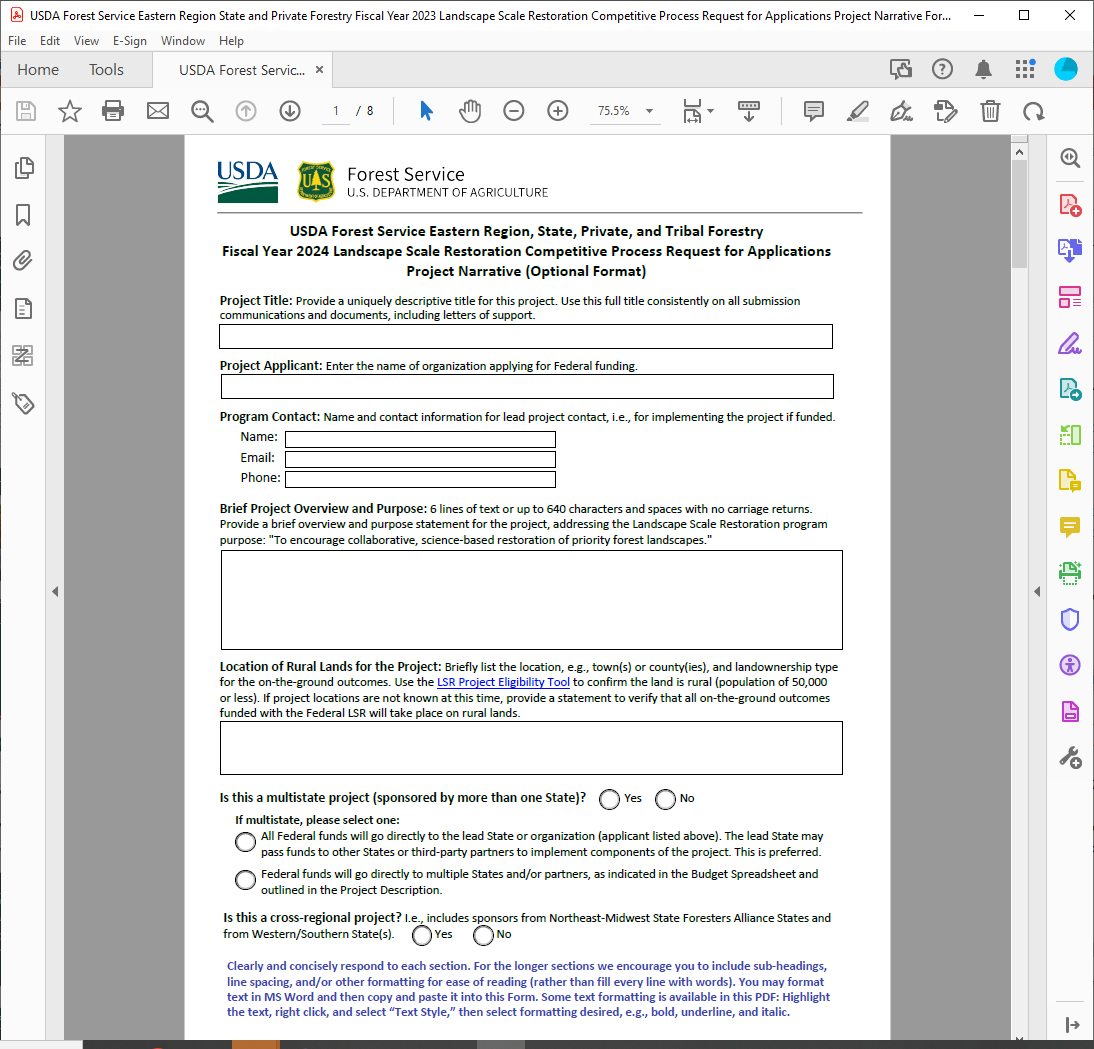 USDA Forest Service Eastern Region State and Private Forestry Fiscal Year 2023 Landscape Scale Restoration Competitive Process Request for Applications Project Narrative For...
File Edit View E-Sign Window Help
Home Tools USDA Forest Servic... ×
1 / 8 75.5%
USDA
FOREST SERVICE
UAS
DEPARTMENT OF AGRICULTURE
Forest Service
U.S. DEPARTMENT OF AGRICULTURE
USDA Forest Service Eastern Region, State, Private, and Tribal Forestry
Fiscal Year 2024 Landscape Scale Restoration Competitive Process Request for Applications
Project Narrative (Optional Format)
Project Title: Provide a uniquely descriptive title for this project. Use this full title consistently on all submission
communications and documents, including letters of support.
Project Applicant: Enter the name of organization applying for Federal funding.
Program Contact: Name and contact information for lead project contact, i.e., for implementing the project if funded.
Name:
Email:
Phone:
Brief Project Overview and Purpose: 6 lines of text or up to 640 characters and spaces with no carriage returns.
Provide a brief overview and purpose statement for the project, addressing the Landscape Scale Restoration program
purpose: "To encourage collaborative, science-based restoration of priority forest landscapes."
Location of Rural Lands for the Project: Briefly list the location, e.g., town(s) or county(ies), and landownership type
for the on-the-ground outcomes. Use the LSR Project Eligibility Tool to confirm the land is rural (population of 50,000
or less). If project locations are not known at this time, provide a statement to verify that all on-the-ground outcomes
funded with the Federal LSR will take place on rural lands.
Is this a multistate project (sponsored by more than one State)? Yes No
If multistate, please select one:
All Federal funds will go directly to the lead State or organization (applicant listed above). The lead State may
pass funds to other States or third-party partners to implement components of the project. This is preferred.
Federal funds will go directly to multiple States and/or partners, as indicated in the Budget Spreadsheet and
outlined in the Project Description.
Is this a cross-regional project? I.e., includes sponsors from Northeast-Midwest State Foresters Alliance States and
from Western/Southern State(s). Yes No
Clearly and concisely respond to each section. For the longer sections we encourage you to include sub-headings,
line spacing, and/or other formatting for ease of reading (rather than fill every line with words). You may format
text in MS Word and then copy and paste it into this Form. Some text formatting is available in this PDF: Highlight
the text, right click, and select “Text Style,” then select formatting desired, e.g., bold, underline, and italic.